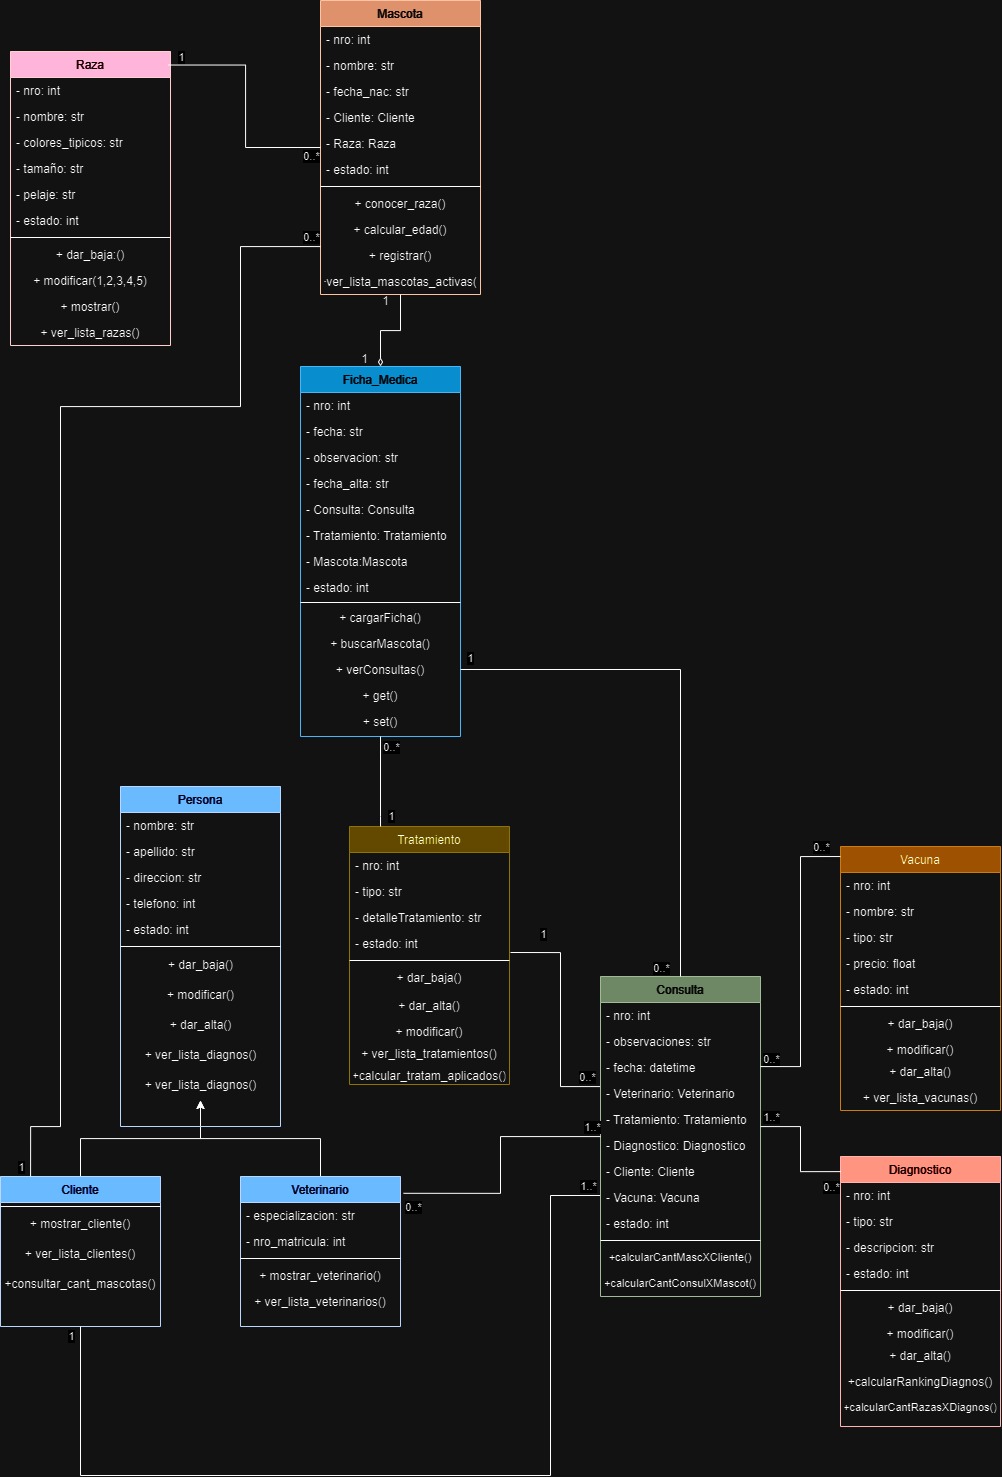 Mascota
- nro: int
- nombre: str
- fecha_nac: str
- Cliente: Cliente
- Raza: Raza
- estado: int
+ conocer_raza()
+ calcular_edad()
+ registrar()
-ver_lista_mascotas_activas(
1
0..*
0..*
1
Raza
- nro: int
- nombre: str
- colores_tipicos: str
- tamaño: str
- pelaje: str
- estado: int
+ dar_baja:()
+ modificar(1,2,3,4,5)
+ mostrar()
+ ver_lista_razas()
1
Ficha_Medica
- nro: int
- fecha: str
- observacion: str
- fecha_alta: str
- Consulta: Consulta
- Tratamiento: Tratamiento
- Mascota:Mascota
- estado: int
+ cargarFicha()
+ buscarMascota()
+ verConsultas()
+ get()
+ set()
1
0..*
1
Persona
- nombre: str
- apellido: str
- direccion: str
- telefono: int
- estado: int
+ dar_baja()
+ modificar()
+ dar_alta()
+ ver_lista_diagnos()
+ ver_lista_diagnos()
Tratamiento
- nro: int
- tipo: str
- detalleTratamiento: str
- estado: int
+ dar_baja()
+ dar_alta()
+ modificar()
+ ver_lista_tratamientos()
+calcular_tratam_aplicados()
1
0..*
0..*
Vacuna
- nro: int
- nombre: str
- tipo: str
- precio: float
- estado: int
+ dar_baja()
+ modificar()
+ dar_alta()
+ ver_lista_vacunas()
0..*
Consulta
- nro: int
- observaciones: str
- fecha: datetime
- Veterinario: Veterinario
- Tratamiento: Tratamiento
- Diagnostico: Diagnostico
- Cliente: Cliente
- Vacuna: Vacuna
- estado: int
+calcularCantMascXCliente()
+calcularCantConsulXMascot()
0..*
1..*
1..*
1..*
0..*
Diagnostico
- nro: int
- tipo: str
- descripcion: str
- estado: int
+ dar_baja()
+ modificar()
+ dar_alta()
+calcularRankingDiagnos()
+calcularCantRazasXDiagnos()
1
Cliente
+ mostrar_cliente()
+ ver_lista_clientes()
+consultar_cant_mascotas()
1
Veterinario
- especializacion: str
- nro_matricula: int
+ mostrar_veterinario()
+ ver_lista_veterinarios()
0..*